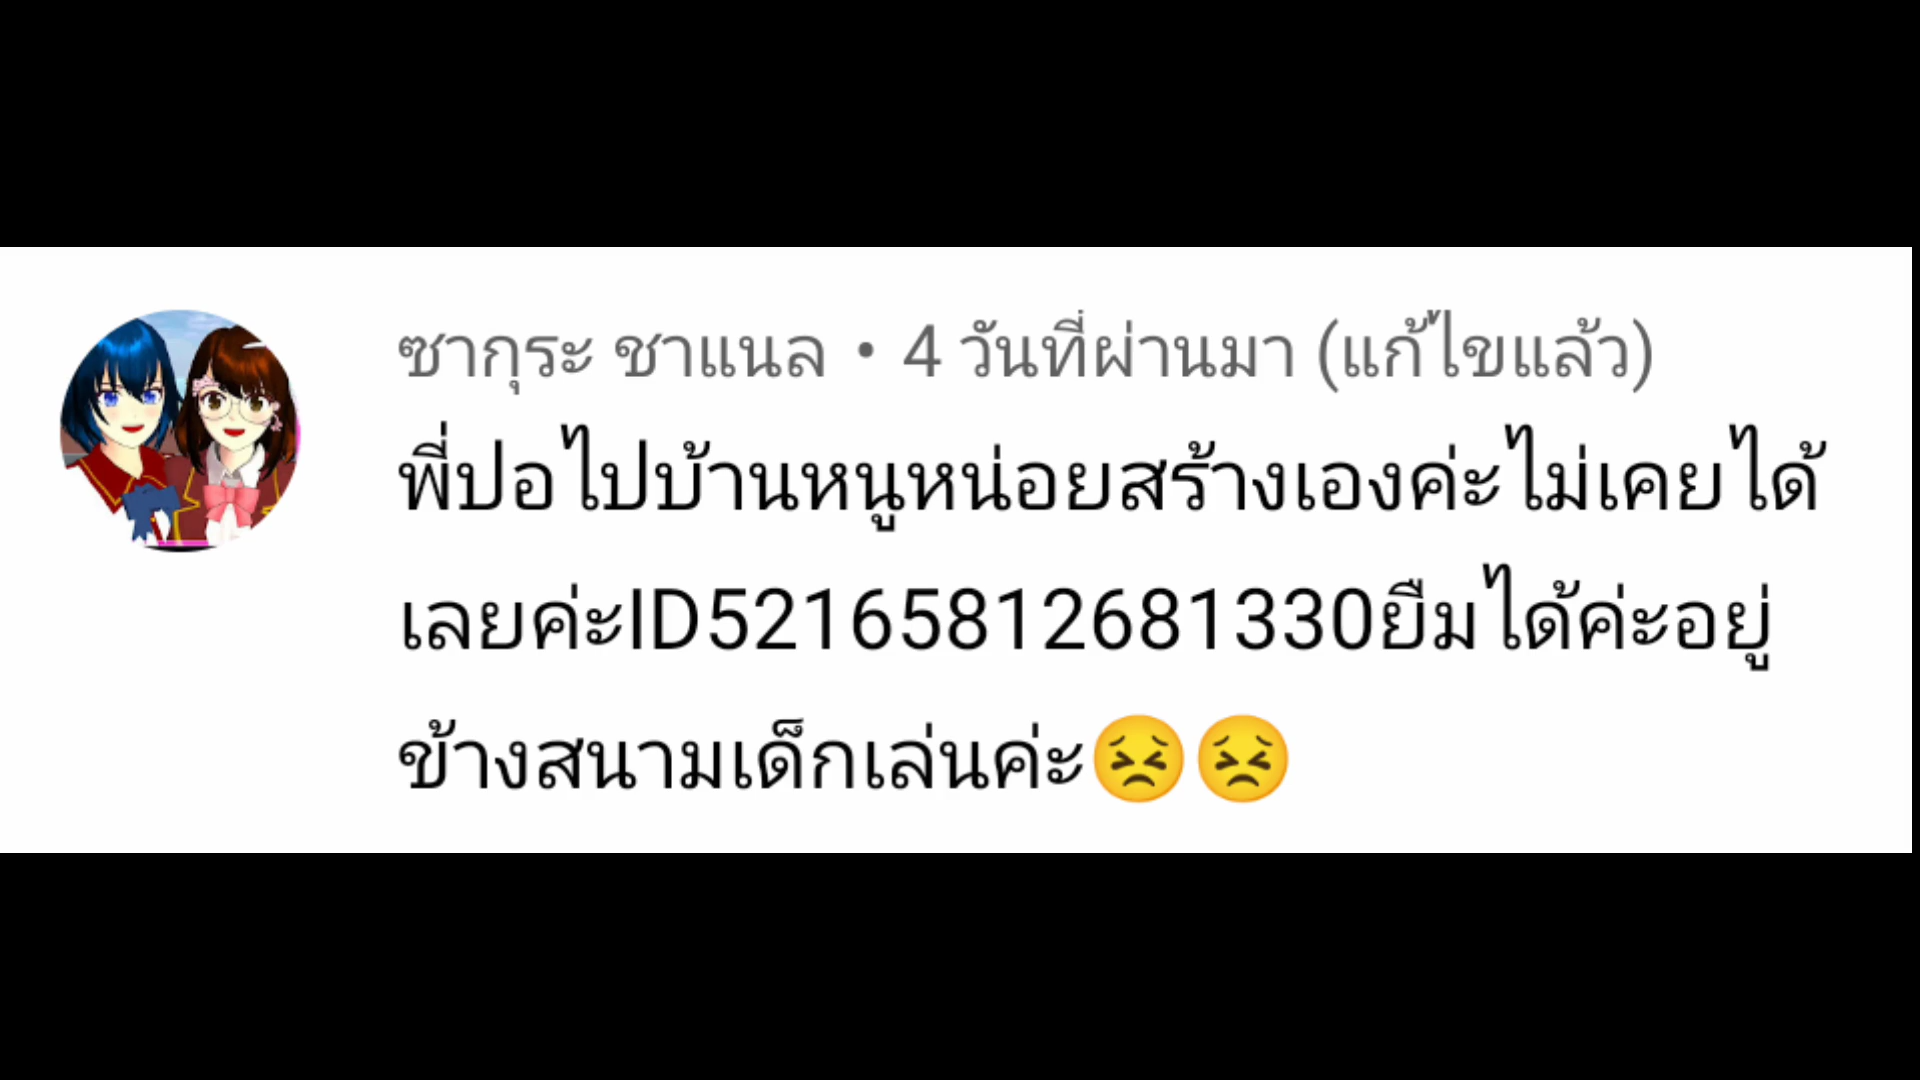 ซากุระ ชาแนล • 4 วันที่ผ่านมา (แก้ไขแล้ว)
พี่ปอไปบ้านหนูหน่อยสร้างเองค่ะไม่เคยได้
เลยค่ะID52165812681330ยืมได้ค่ะอยู่
ข้างสนามเด็กเล่นค่ะ😣😣